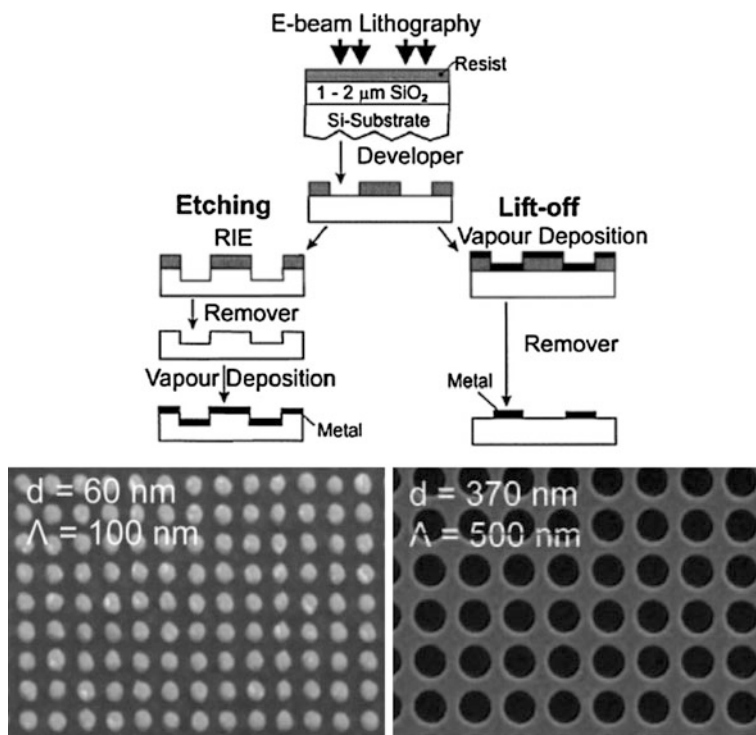 E-beam Lithography
Resist
1 - 2 μm SiO₂
Si-Substrate
Developer
Etching
RIE
Remover
Vapour Deposition
Metal
Lift-off
Vapour Deposition
Remover
Metal
d = 60 nm
Λ = 100 nm
d = 370 nm
Λ = 500 nm